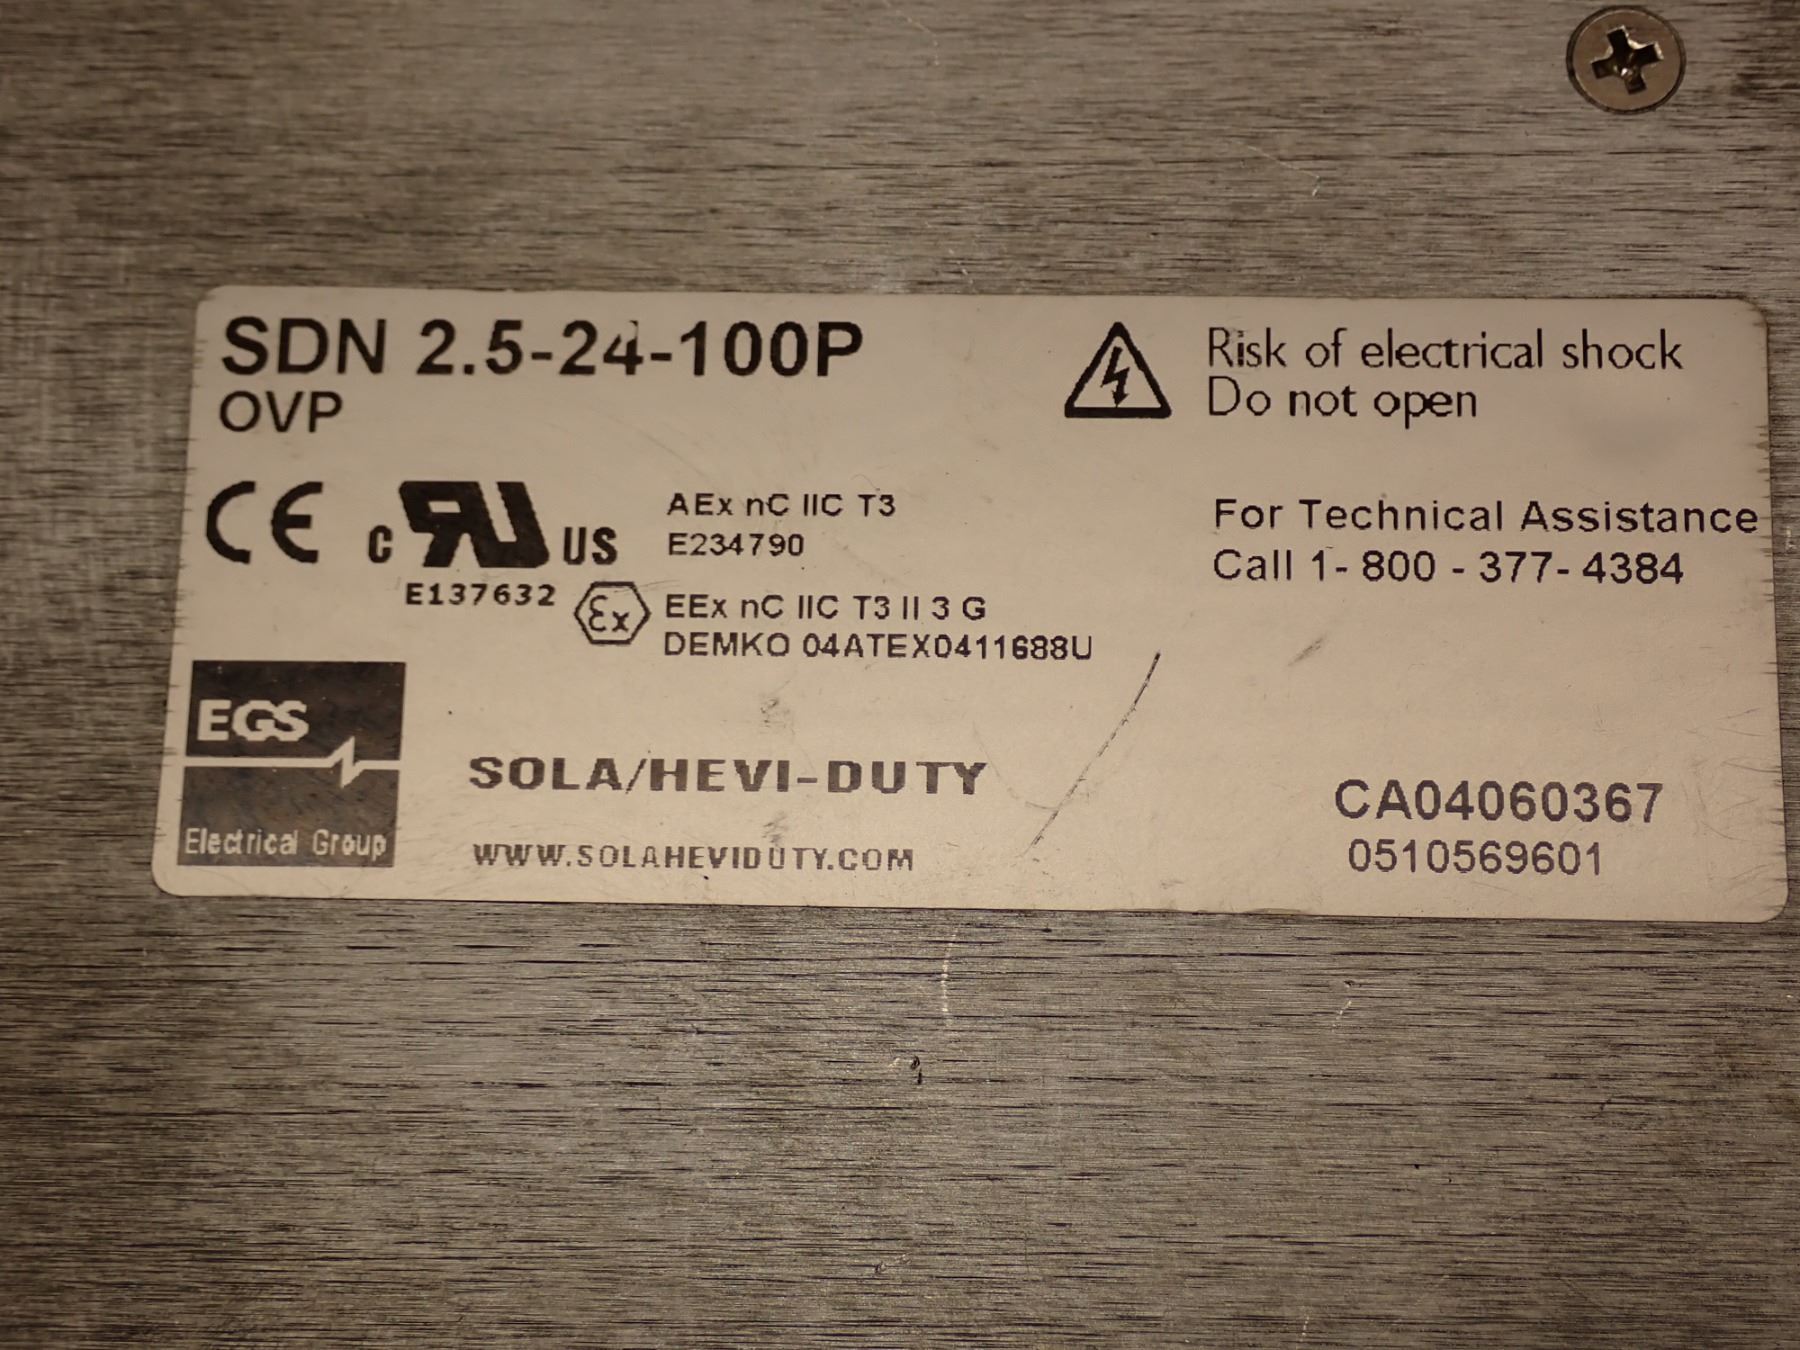 SDN 2.5-24-100P
OVP
Risk of electrical shock
Do not open
CE
c RU US
E137632
AEx nC IIC T3
E234790
Ex
EEx nC IIC T3 II 3 G
DEMKO 04ATEX0411688U
For Technical Assistance
Call 1- 800 - 377- 4384
EGS
Electrical Group
SOLA/HEVI-DUTY
WWW.SOLAHEVIDUTY.COM
CA04060367
0510569601